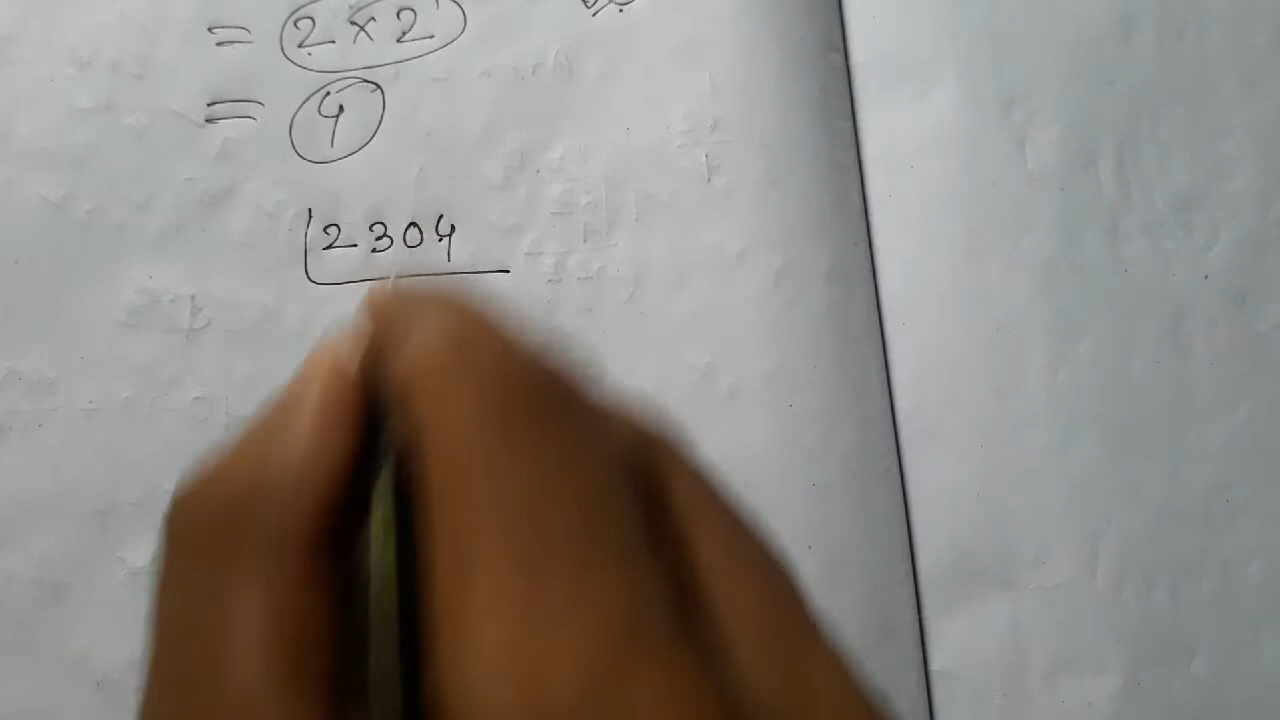 = 2 × 2
= 4
2304